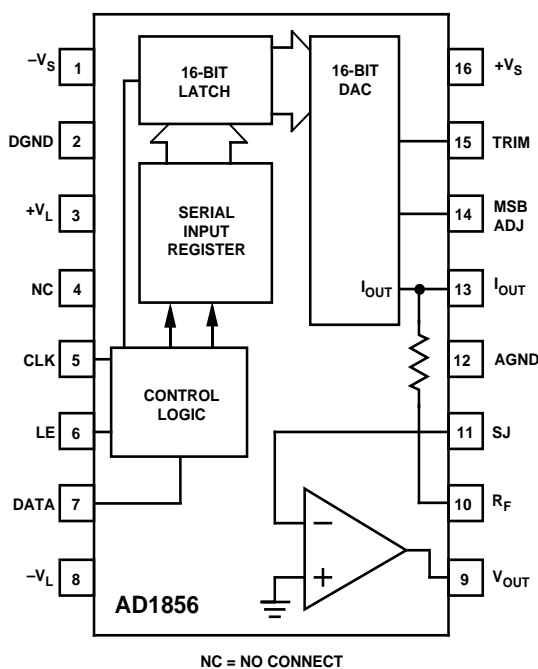 –VS 1
DGND 2
+VL 3
NC 4
CLK 5
LE 6
DATA 7
–VL 8
16-BIT
LATCH
SERIAL
INPUT
REGISTER
CONTROL
LOGIC
16-BIT
DAC
IOUT
16 +VS
15 TRIM
14 MSB
ADJ
13 IOUT
12 AGND
11 SJ
10 RF
9 VOUT
–
+
AD1856
NC = NO CONNECT